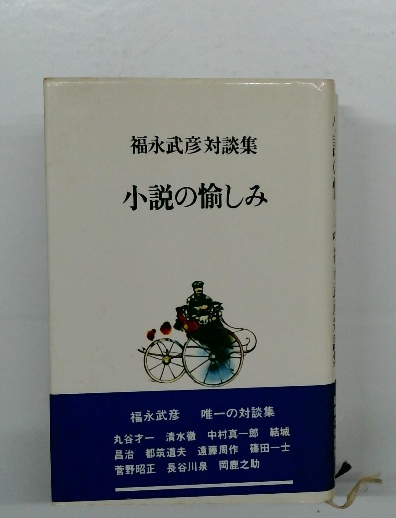 福永武彦対談集
小説の愉しみ
福永武彦 唯一の対談集
丸谷才一 清水徹 中村真一郎 結城
昌治 都筑道夫 遠藤周作 篠田一士
菅野昭正 長谷川泉 岡鹿之助